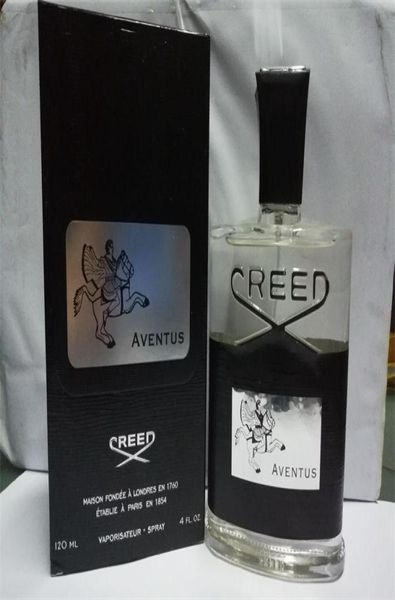 AVENTUS
CREED
MAISON FONDÉE À LONDRES EN 1760
ÉTABLIE À PARIS EN 1854
120 ML VAPORISATEUR - SPRAY 4 FL.OZ.
CREED
AVENTUS